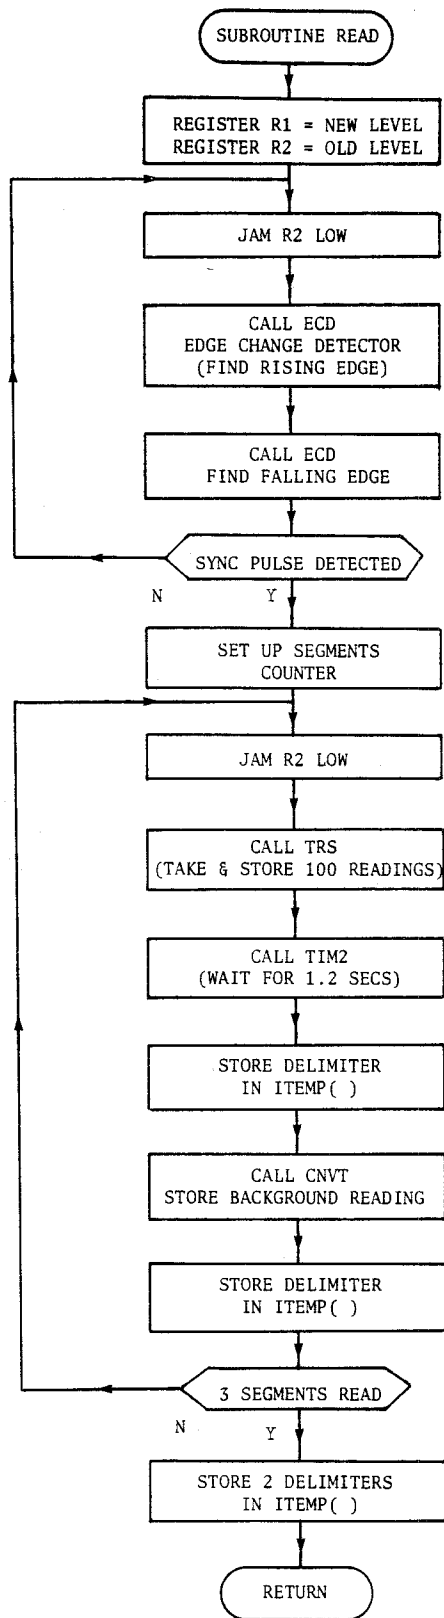 SUBROUTINE READ
REGISTER R1 = NEW LEVEL
REGISTER R2 = OLD LEVEL
JAM R2 LOW
CALL ECD
EDGE CHANGE DETECTOR
(FIND RISING EDGE)
CALL ECD
FIND FALLING EDGE
SYNC PULSE DETECTED
N Y
SET UP SEGMENTS
COUNTER
JAM R2 LOW
CALL TRS
(TAKE & STORE 100 READINGS)
CALL TIM2
(WAIT FOR 1.2 SECS)
STORE DELIMITER
IN ITEMP( )
CALL CNVT
STORE BACKGROUND READING
STORE DELIMITER
IN ITEMP( )
3 SEGMENTS READ
N Y
STORE 2 DELIMITERS
IN ITEMP( )
RETURN